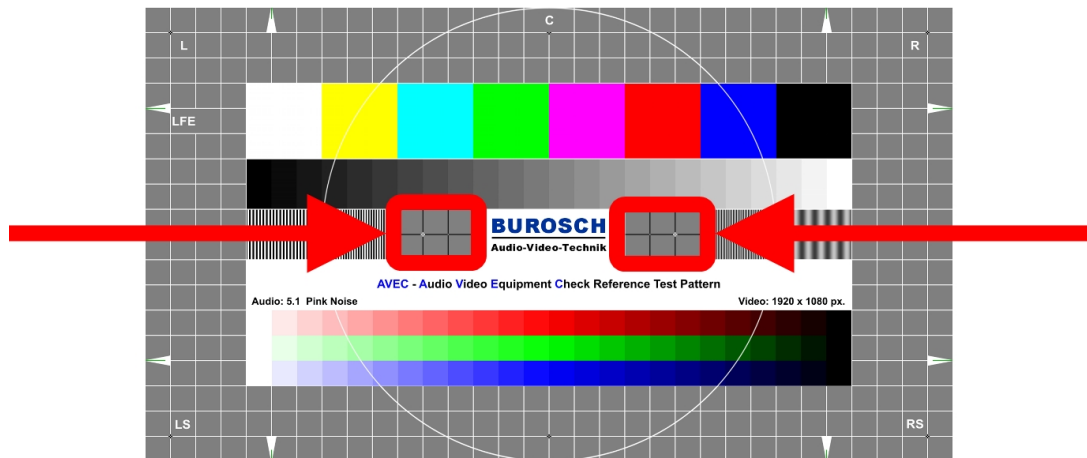 C
L
R
LFE
BUROSCH
Audio-Video-Technik
AVEC - Audio Video Equipment Check Reference Test Pattern
Audio: 5.1 Pink Noise
Video: 1920 x 1080 px.
LS
RS